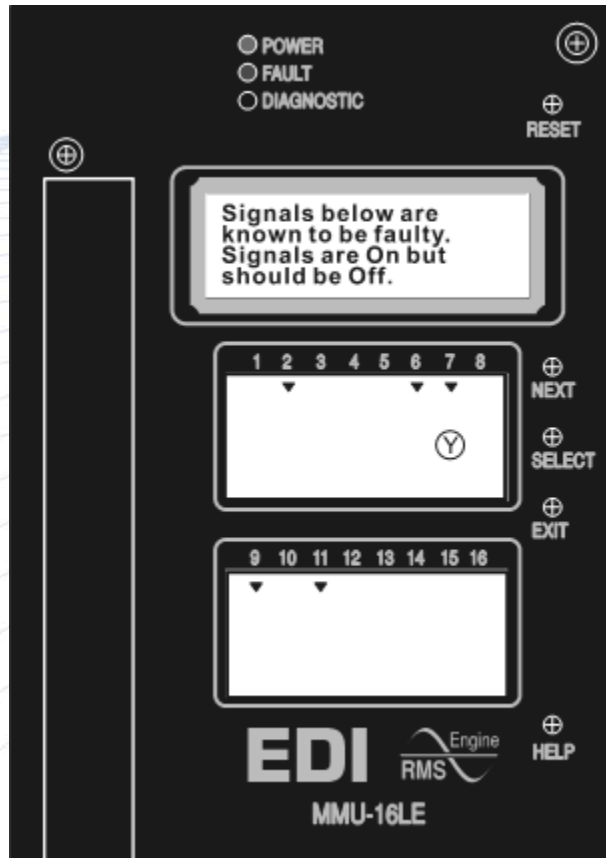 POWER
FAULT
DIAGNOSTIC
RESET
Signals below are
known to be faulty.
Signals are On but
should be Off.
1 2 3 4 5 6 7 8
NEXT
Y
SELECT
EXIT
9 10 11 12 13 14 15 16
EDI
Engine
RMS
HELP
MMU-16LE